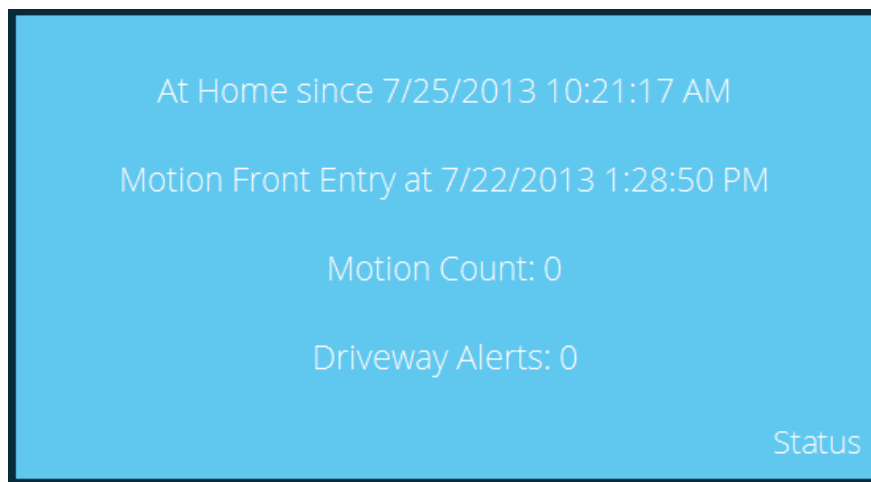 At Home since 7/25/2013 10:21:17 AM
Motion Front Entry at 7/22/2013 1:28:50 PM
Motion Count: 0
Driveway Alerts: 0
Status